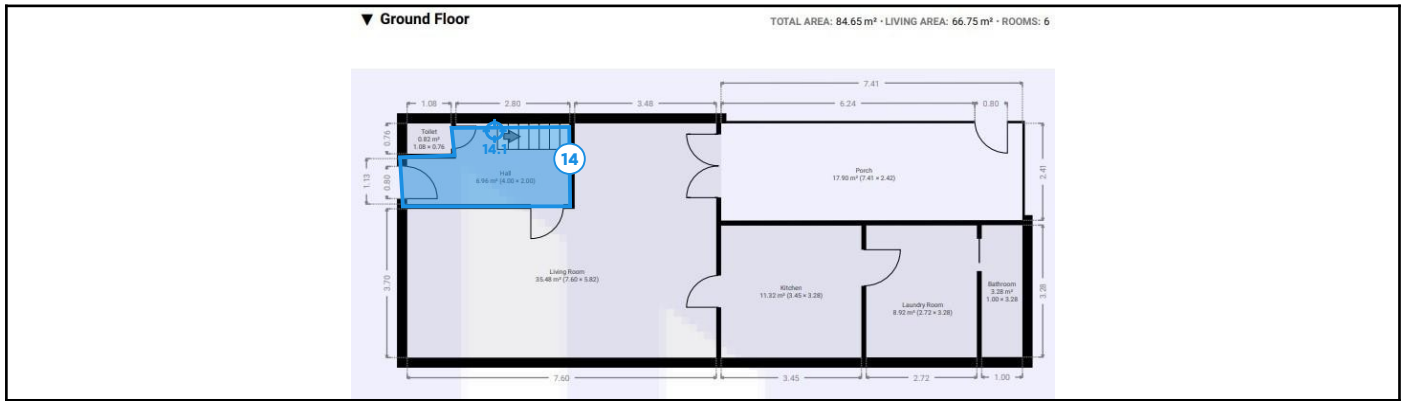 ▼ Ground Floor
TOTAL AREA: 84.65 m² · LIVING AREA: 66.75 m² · ROOMS: 6
7.41
1.08
2.80
3.48
6.24
0.80
0.76
Toilet
0.82 m²
1.08 × 0.76
14.1
14
1.13
0.80
Hall
6.96 m² (4.00 × 2.00)
Porch
17.90 m² (7.41 × 2.42)
2.41
3.70
Living Room
35.48 m² (7.60 × 5.82)
Kitchen
11.32 m² (3.45 × 3.28)
Laundry Room
8.92 m² (2.72 × 3.28)
Bathroom
3.28 m²
1.00 × 3.28
3.28
7.60
3.45
2.72
1.00